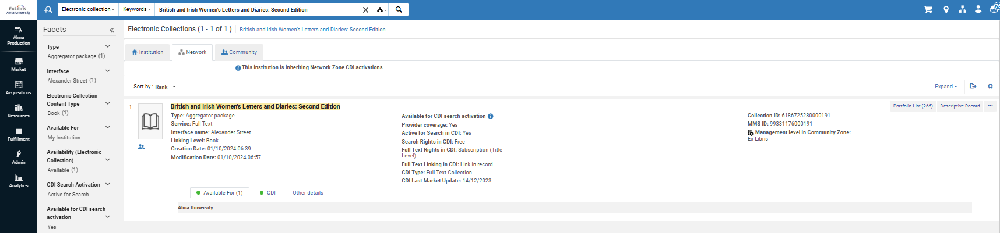 ExLibris
Alma University
Electronic collection
Keywords
British and Irish Women's Letters and Diaries: Second Edition
76
Alma
Production
Market
Acquisitions
Resources
Fulfillment
Admin
Analytics
Facets
Type
Aggregator package (1)
Interface
Alexander Street (1)
Electronic Collection
Content Type
Book (1)
Available For
My Institution
Availability (Electronic
Collection)
Available (1)
CDI Search Activation
Active for Search
Available for CDI search
activation
Yes
Electronic Collections (1 - 1 of 1 )
British and Irish Women's Letters and Diaries: Second Edition
Institution
Network
Community
This institution is inheriting Network Zone CDI activations
Sort by : Rank
Expand
1
British and Irish Women's Letters and Diaries: Second Edition
Portfolio List (266)
Descriptive Record
Type: Aggregator package
Service: Full Text
Interface name: Alexander Street
Linking Level: Book
Creation Date: 01/10/2024 06:39
Modification Date: 01/10/2024 06:57
Available for CDI search activation
Provider coverage: Yes
Active for Search in CDI: Yes
Search Rights in CDI: Free
Full Text Rights in CDI: Subscription (Title
Level)
Full Text Linking in CDI: Link in record
CDI Type: Full Text Collection
CDI Last Market Update: 14/12/2023
Collection ID: 6186725280000191
MMS ID: 99331176000191
Management level in Community Zone:
Ex Libris
Available For (1)
CDI
Other details
Alma University